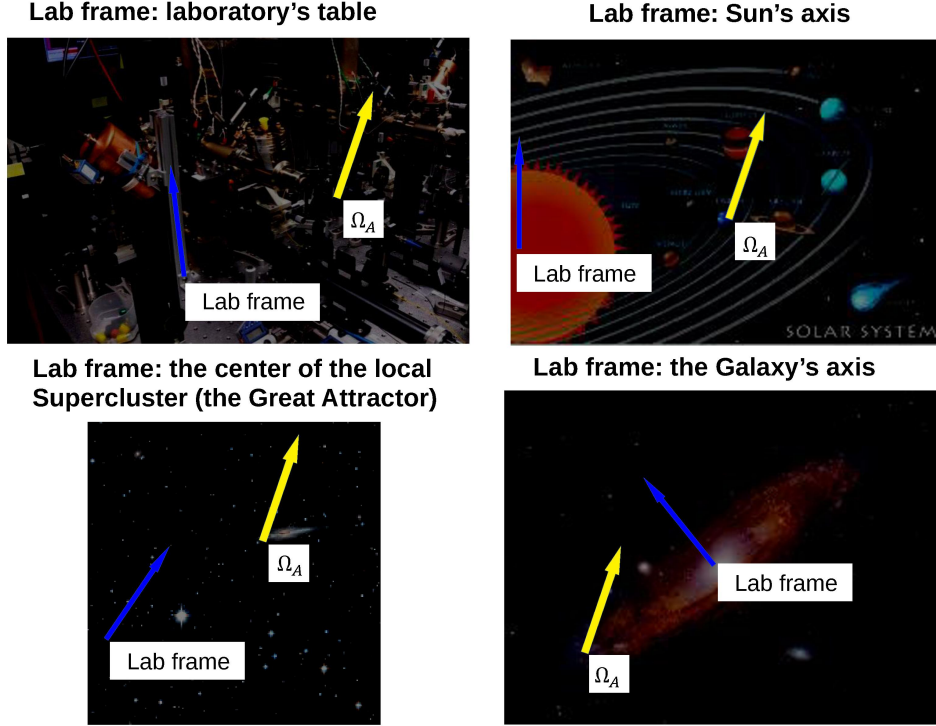 Lab frame: laboratory's table
Lab frame: Sun's axis
Ω_A
Lab frame
Ω_A
Lab frame
SOLAR SYSTEM
Lab frame: the center of the local
Supercluster (the Great Attractor)
Lab frame: the Galaxy's axis
Ω_A
Lab frame
Lab frame
Ω_A